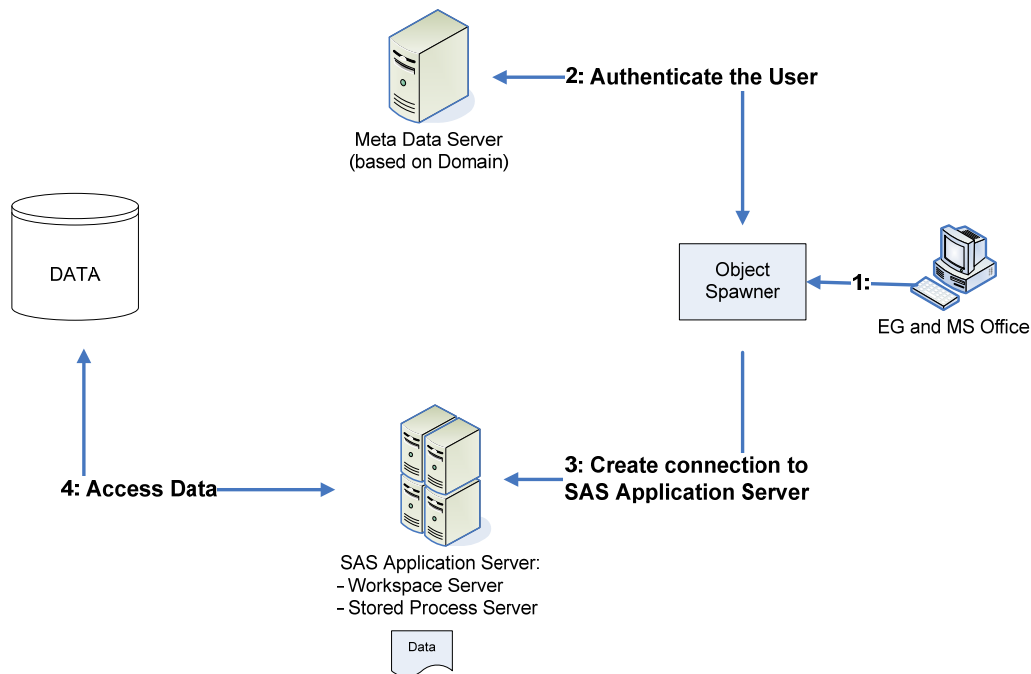 2: Authenticate the User
Meta Data Server
(based on Domain)
DATA
Object
Spawner
1:
EG and MS Office
3: Create connection to
SAS Application Server
4: Access Data
SAS Application Server:
– Workspace Server
– Stored Process Server
Data